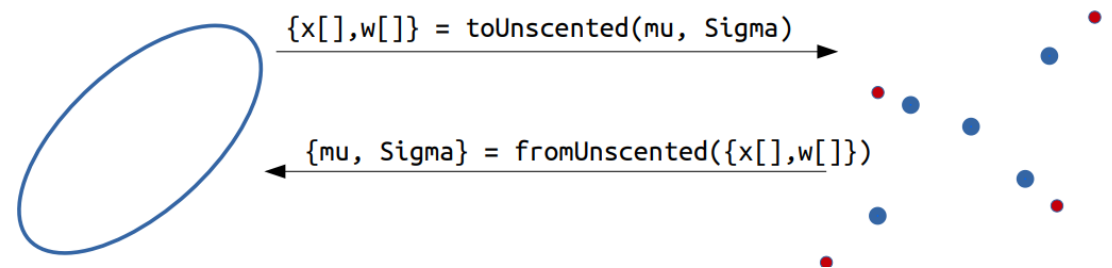 {x[],w[]} = toUnscented(mu, Sigma)
{mu, Sigma} = fromUnscented({x[],w[]})